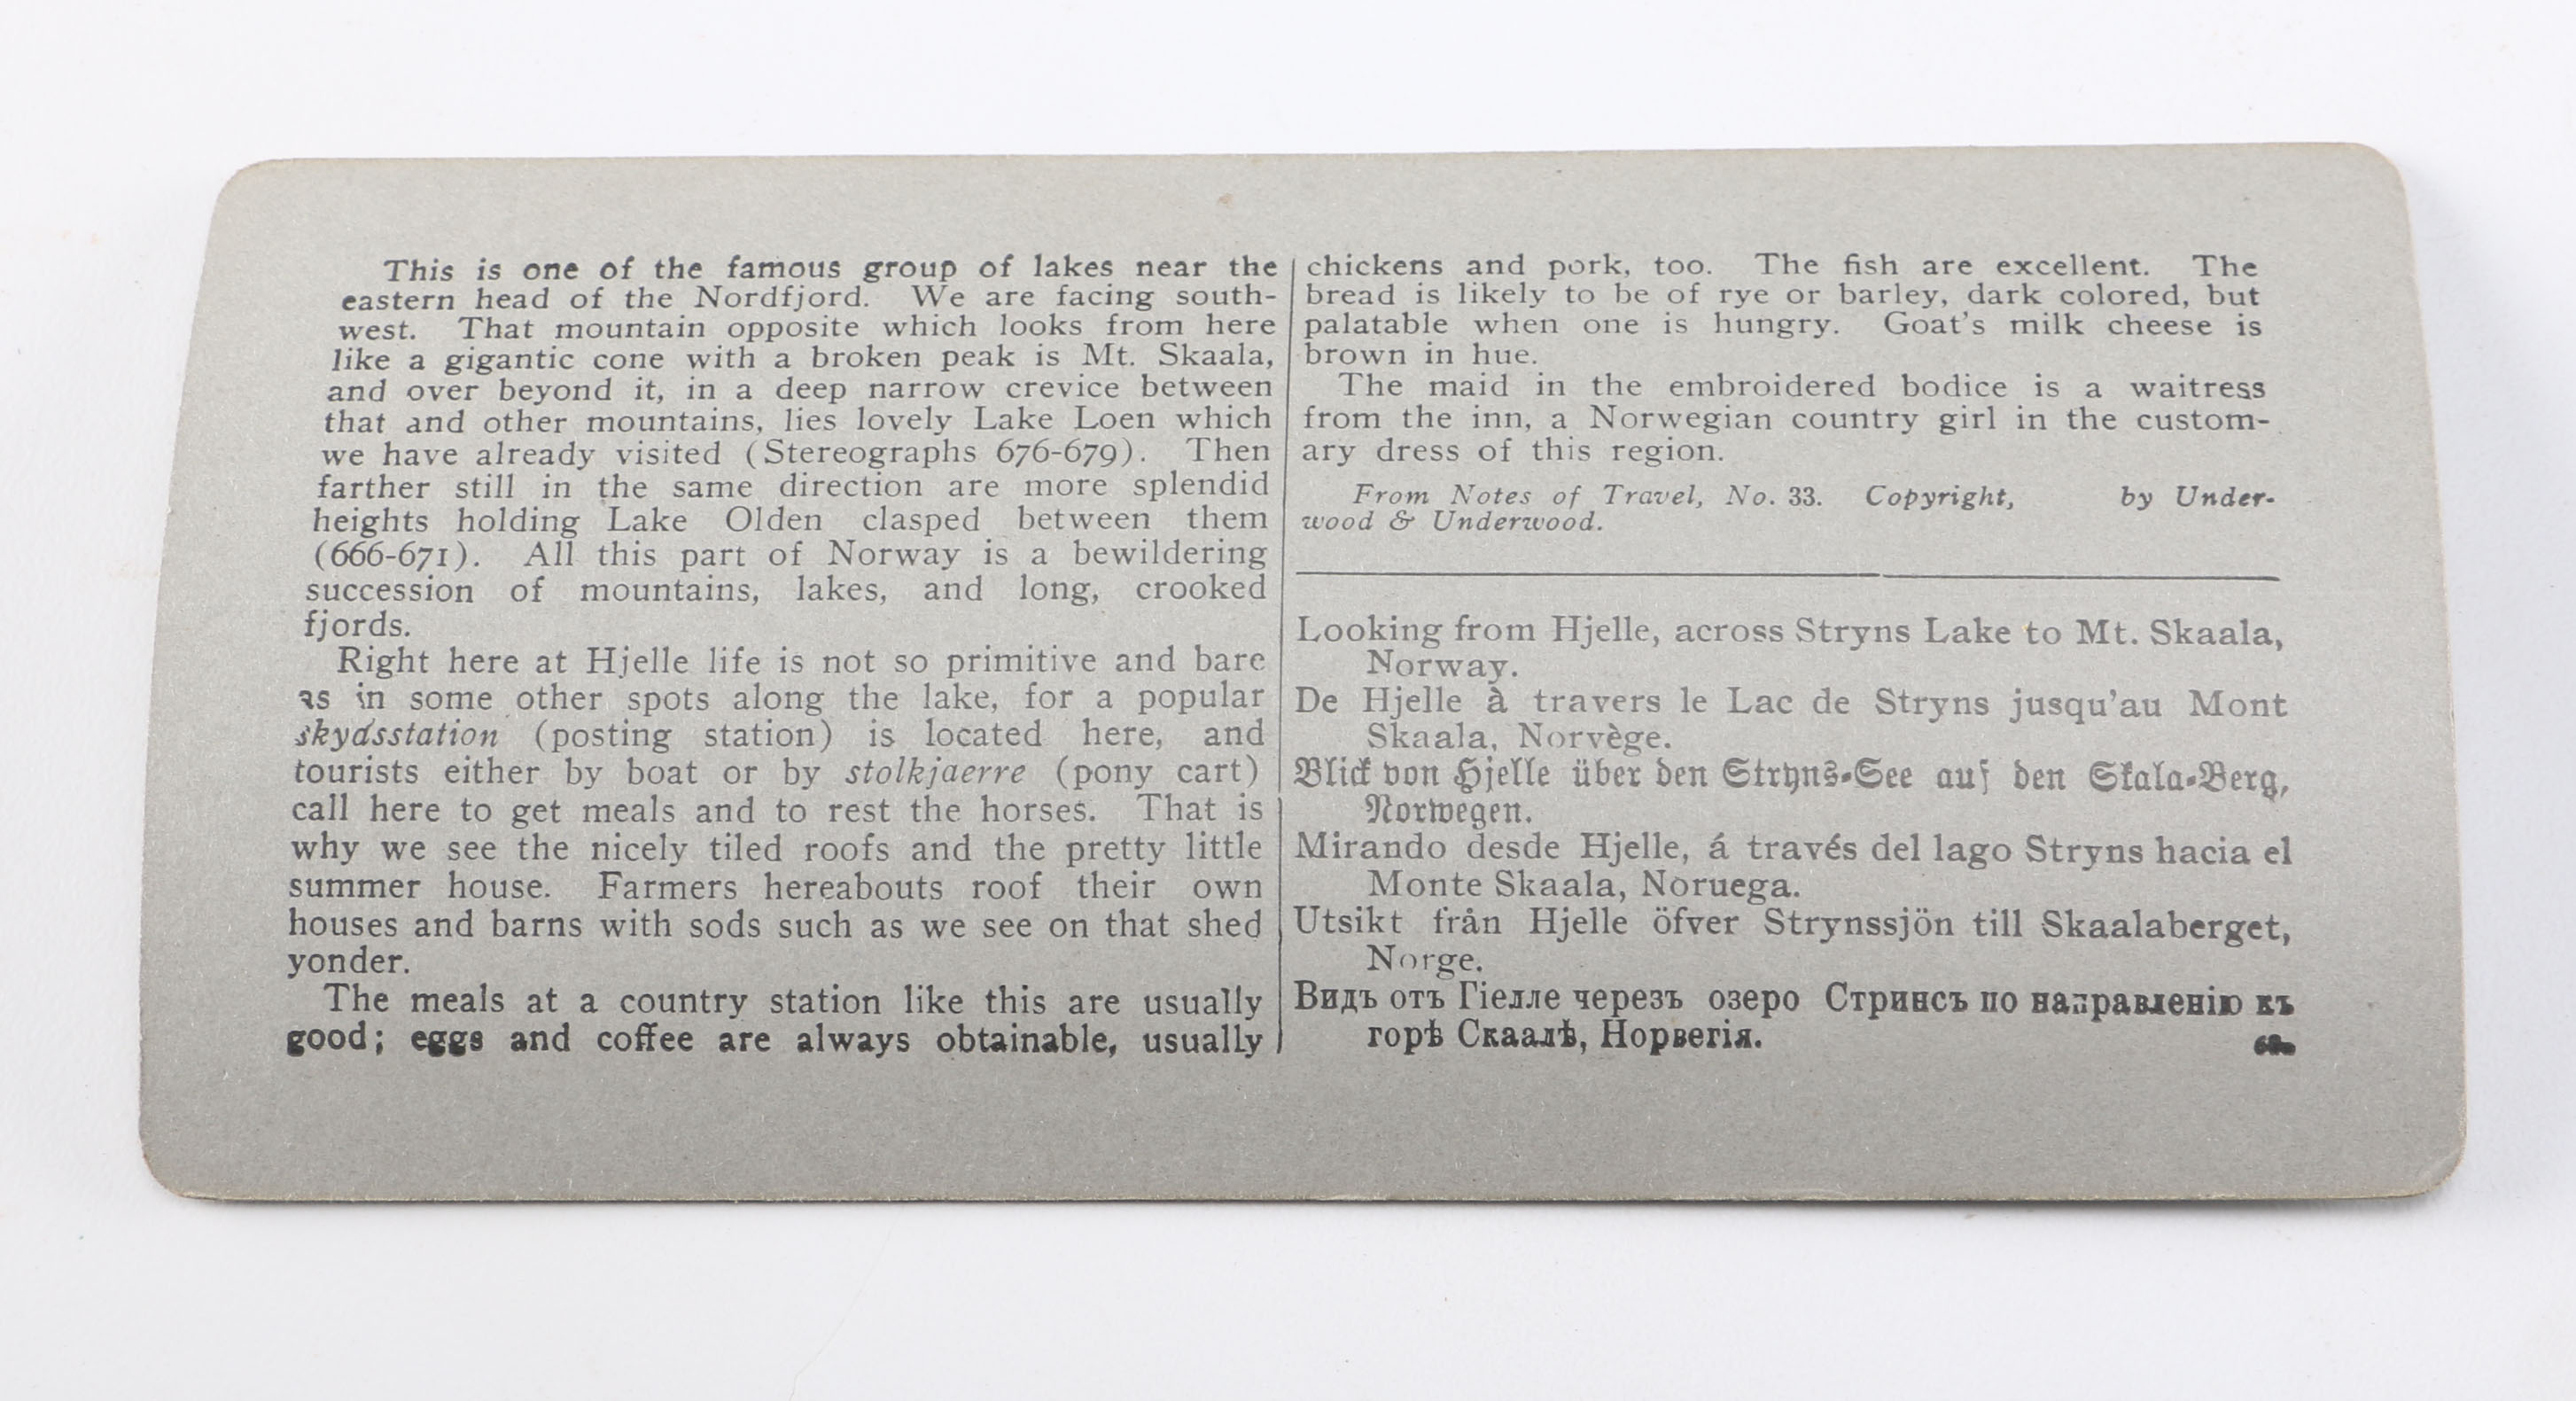 This is one of the famous group of lakes near the
eastern head of the Nordfjord. We are facing south-
west. That mountain opposite which looks from here
like a gigantic cone with a broken peak is Mt. Skaala,
and over beyond it, in a deep narrow crevice between
that and other mountains, lies lovely Lake Loen which
we have already visited (Stereographs 676-679). Then
farther still in the same direction are more splendid
heights holding Lake Olden clasped between them
(666-671). All this part of Norway is a bewildering
succession of mountains, lakes, and long, crooked
fjords.
Right here at Hjelle life is not so primitive and bare
as in some other spots along the lake, for a popular
skydsstation (posting station) is located here, and
tourists either by boat or by stolkjaerre (pony cart)
call here to get meals and to rest the horses. That is
why we see the nicely tiled roofs and the pretty little
summer house. Farmers hereabouts roof their own
houses and barns with sods such as we see on that shed
yonder.
The meals at a country station like this are usually
good; eggs and coffee are always obtainable, usually
chickens and pork, too. The fish are excellent. The
bread is likely to be of rye or barley, dark colored, but
palatable when one is hungry. Goat's milk cheese is
brown in hue.
The maid in the embroidered bodice is a waitress
from the inn, a Norwegian country girl in the custom-
ary dress of this region.
From Notes of Travel, No. 33. Copyright, by Under-
wood & Underwood.
Looking from Hjelle, across Stryns Lake to Mt. Skaala,
Norway.
De Hjelle à travers le Lac de Stryns jusqu'au Mont
Skaala, Norvège.
Blick von Hjelle über den Stryns-See auf den Skala-Berg,
Norwegen.
Mirando desde Hjelle, á través del lago Stryns hacia el
Monte Skaala, Noruega.
Utsikt från Hjelle öfver Strynssjön till Skaalaberget,
Norge.
Видъ отъ Гіелле черезъ озеро Стринсъ по направленію къ
горѣ Скаалѣ, Норвегія.